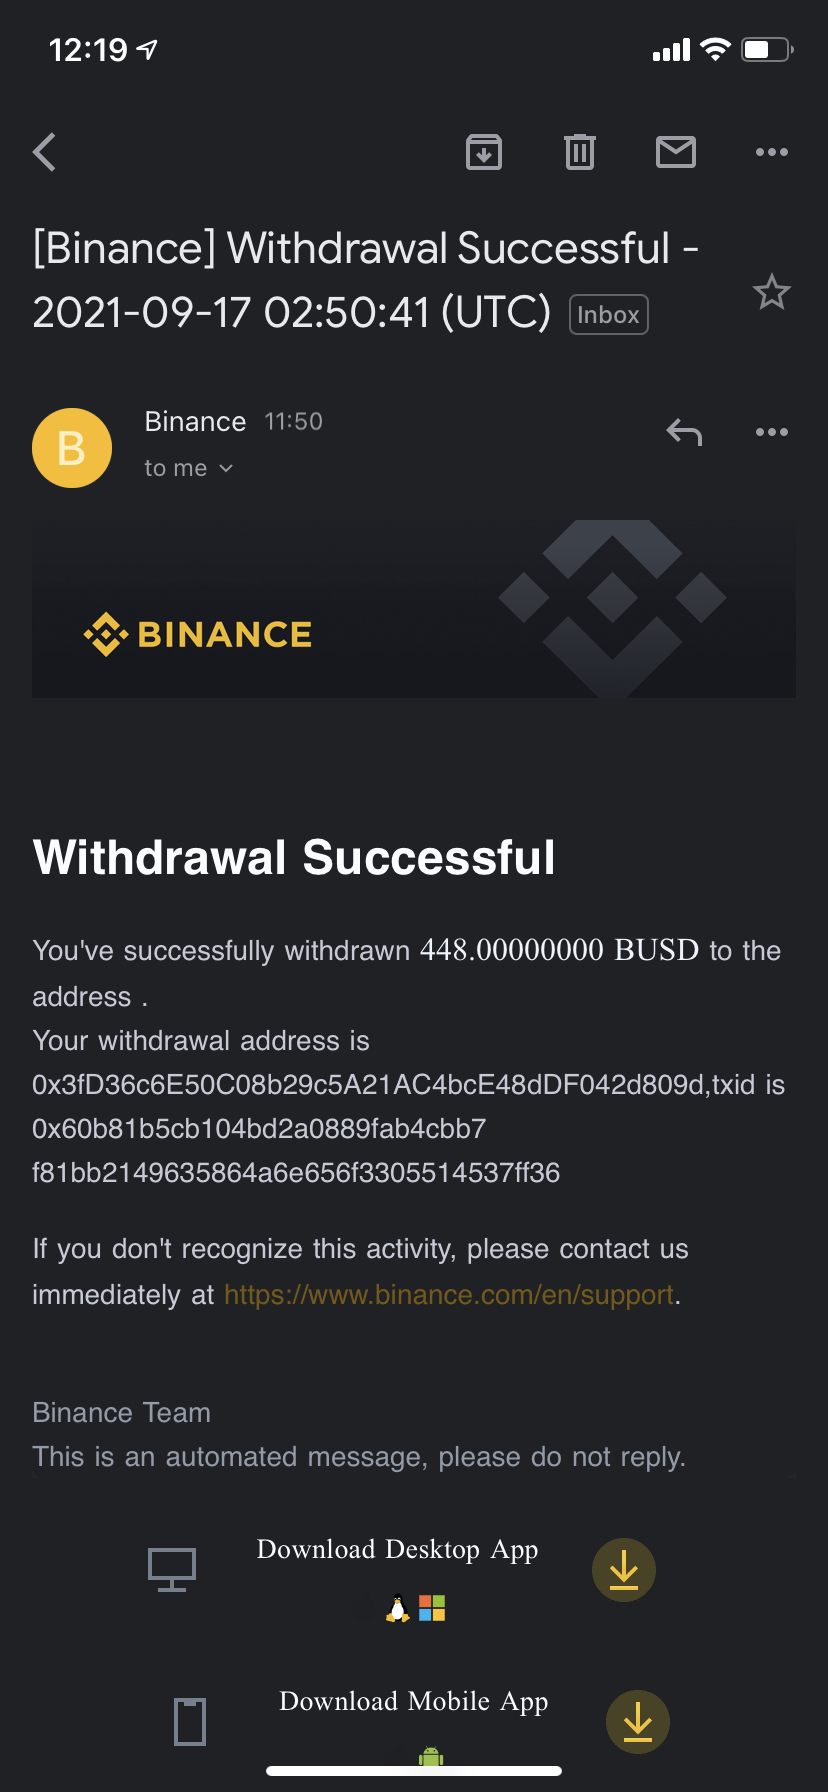 12:19
[Binance] Withdrawal Successful -
2021-09-17 02:50:41 (UTC) Inbox
B
Binance 11:50
to me
BINANCE
Withdrawal Successful
You've successfully withdrawn 448.00000000 BUSD to the
address .
Your withdrawal address is
0x3fD36c6E50C08b29c5A21AC4bcE48dDF042d809d,txid is
0x60b81b5cb104bd2a0889fab4cbb7
f81bb2149635864a6e656f3305514537ff36
If you don't recognize this activity, please contact us
immediately at https://www.binance.com/en/support.
Binance Team
This is an automated message, please do not reply.
Download Desktop App
Download Mobile App